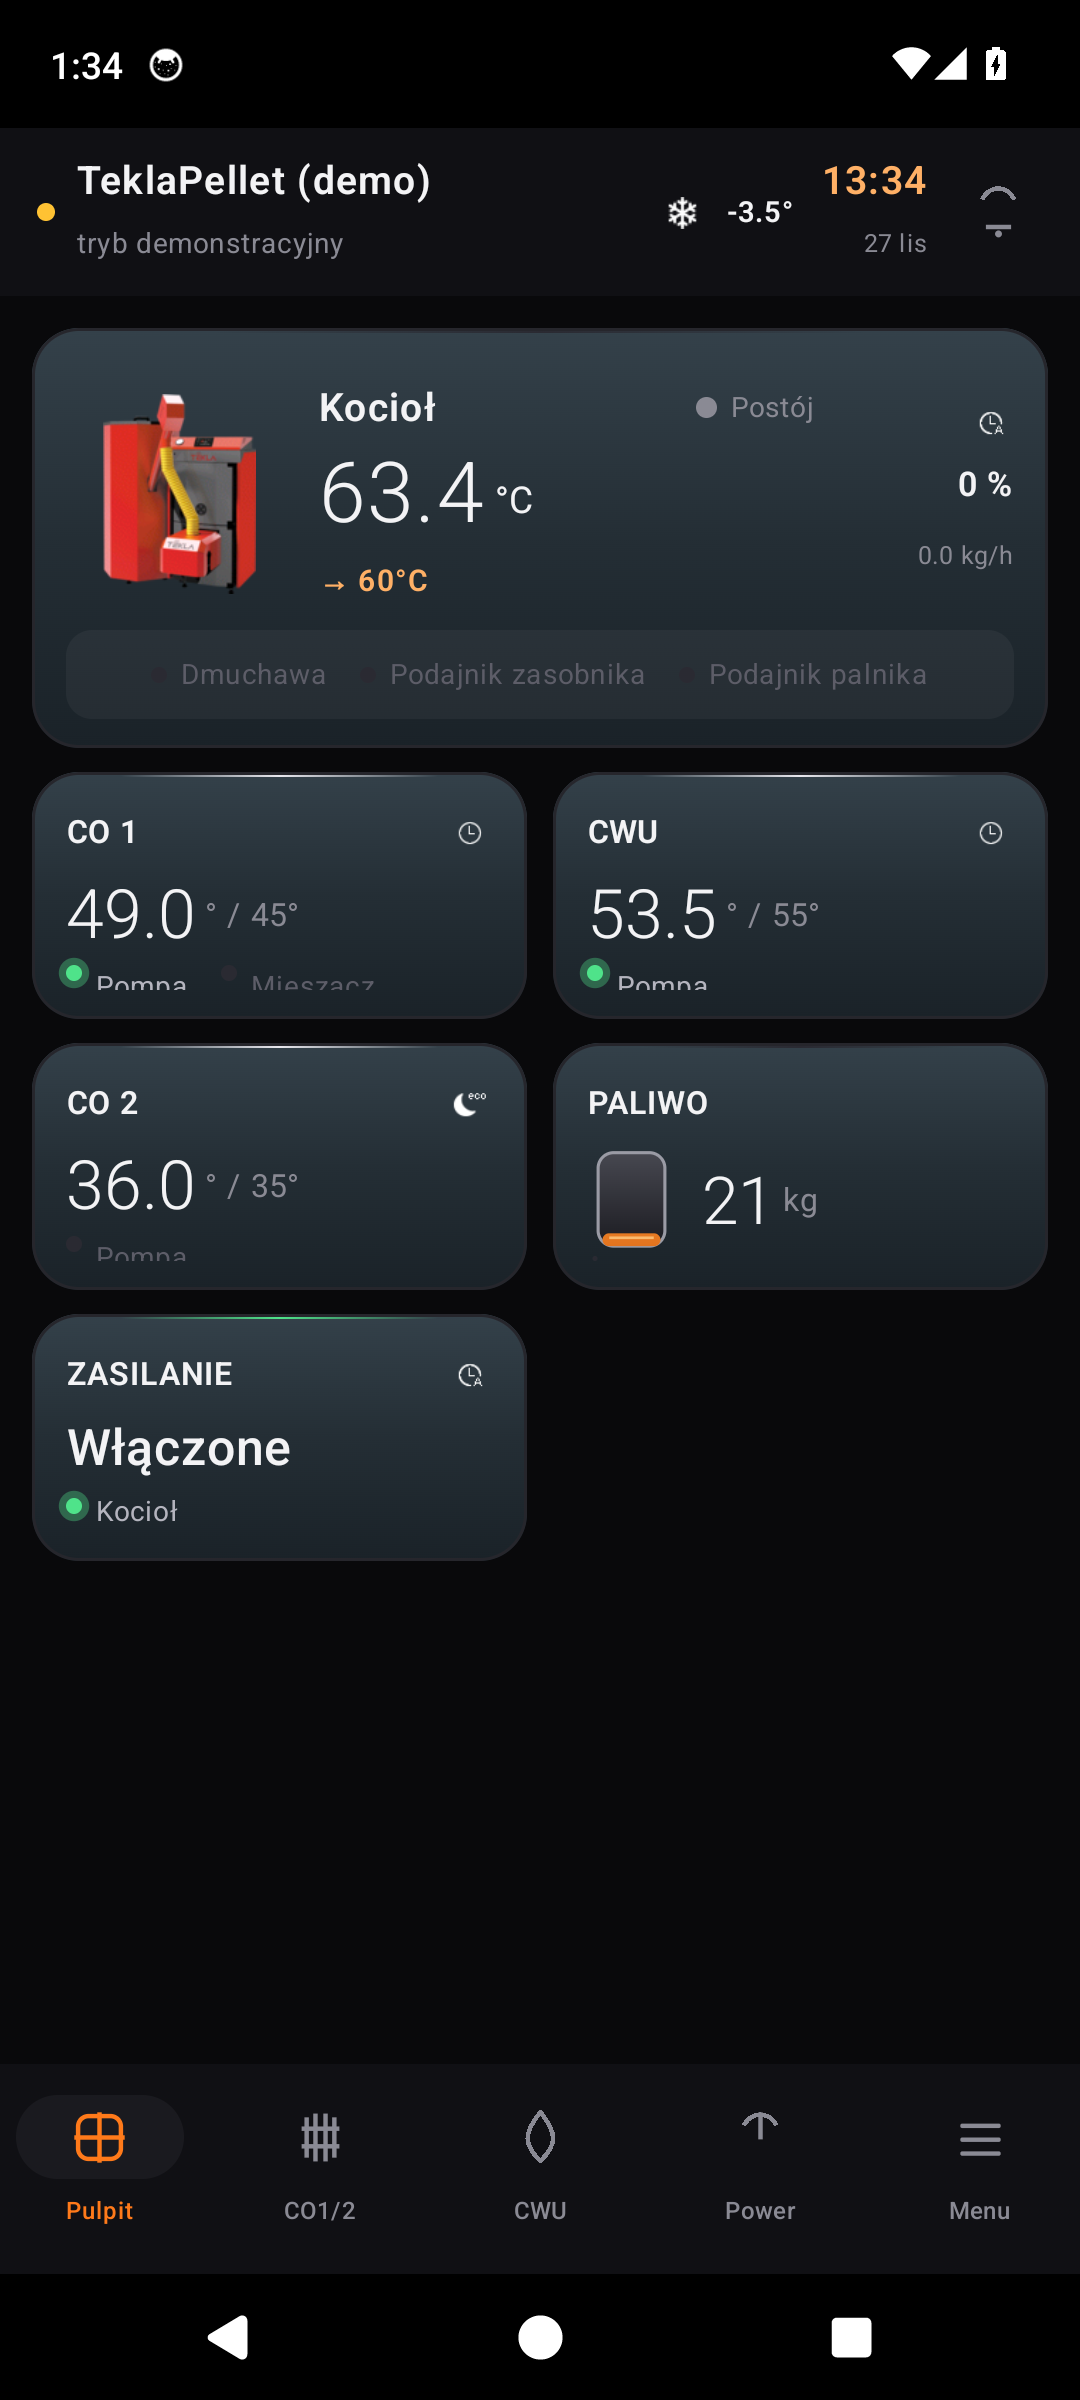 1:34
TeklaPellet (demo)
tryb demonstracyjny
-3.5°
13:34
27 lis
Kocioł
Postój
63.4 °C
0 %
→ 60°C
0.0 kg/h
Dmuchawa Podajnik zasobnika Podajnik palnika
CO 1
49.0 ° / 45°
Pompa Mieszacz
CWU
53.5 ° / 55°
Pompa
CO 2
eco
36.0 ° / 35°
Pompa
PALIWO
21 kg
ZASILANIE
Włączone
Kocioł
Pulpit CO1/2 CWU Power Menu